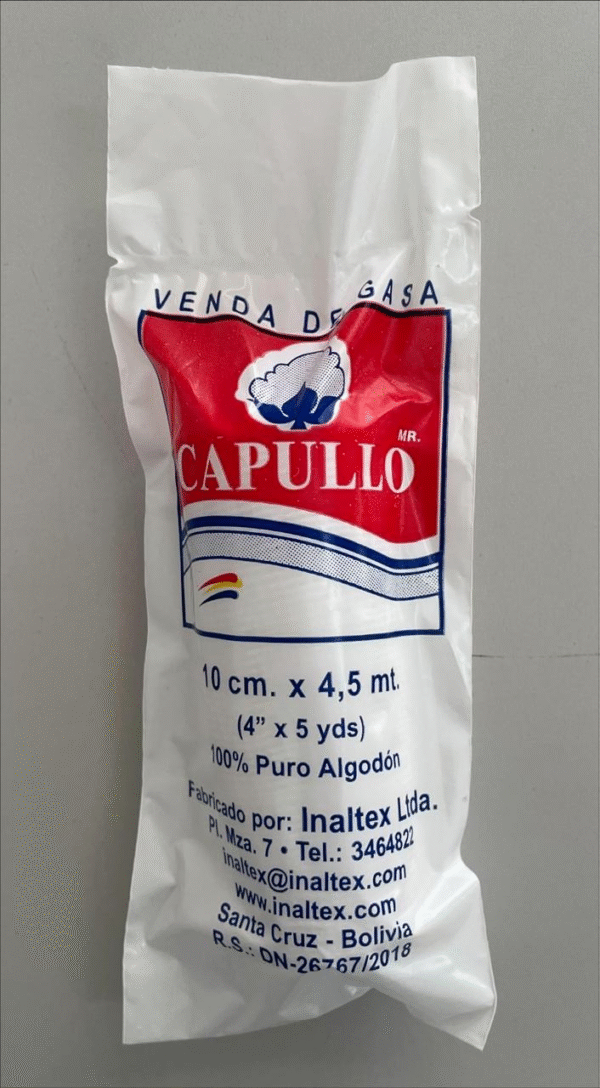 VENDA DE GASA
MR.
CAPULLO
10 cm. x 4,5 mt.
(4” x 5 yds)
100% Puro Algodón
Fabricado por: Inaltex Ltda.
Pl. Mza. 7 • Tel.: 3464822
inaltex@inaltex.com
www.inaltex.com
Santa Cruz - Bolivia
R.S.: DN-26767/2018